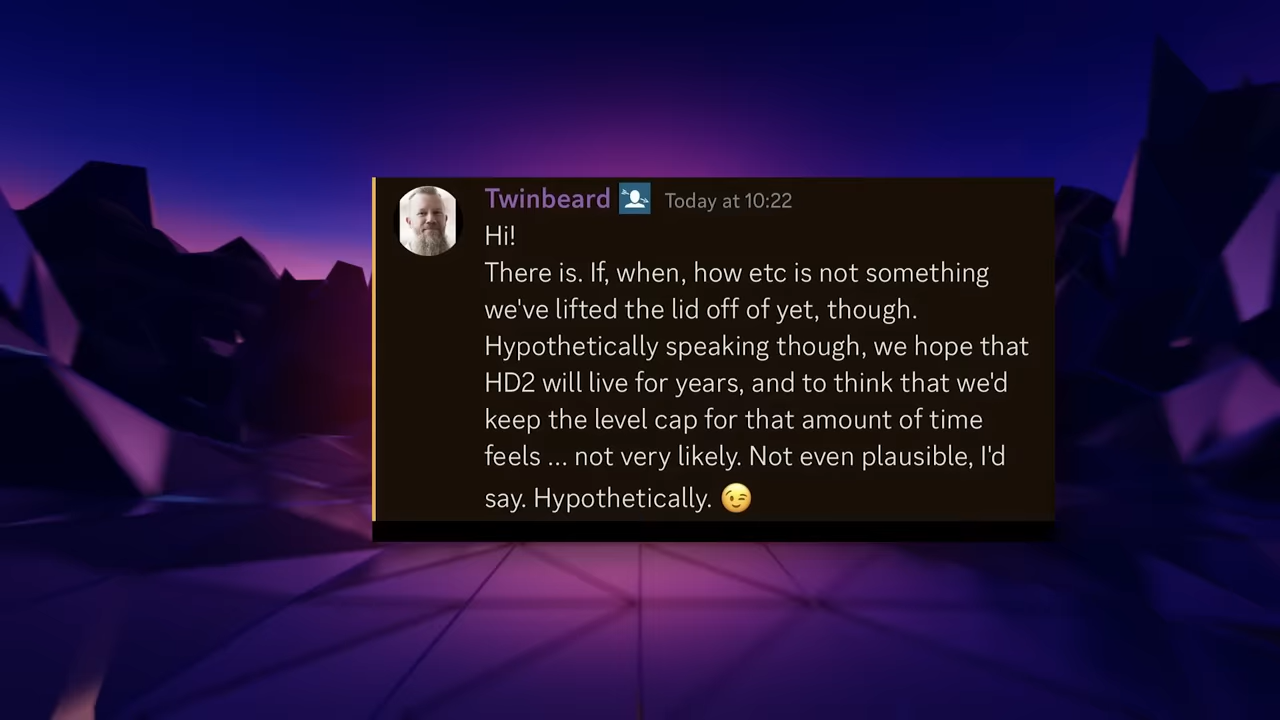 Twinbeard Today at 10:22
Hi!
There is. If, when, how etc is not something
we've lifted the lid off of yet, though.
Hypothetically speaking though, we hope that
HD2 will live for years, and to think that we'd
keep the level cap for that amount of time
feels ... not very likely. Not even plausible, I'd
say. Hypothetically. 😉